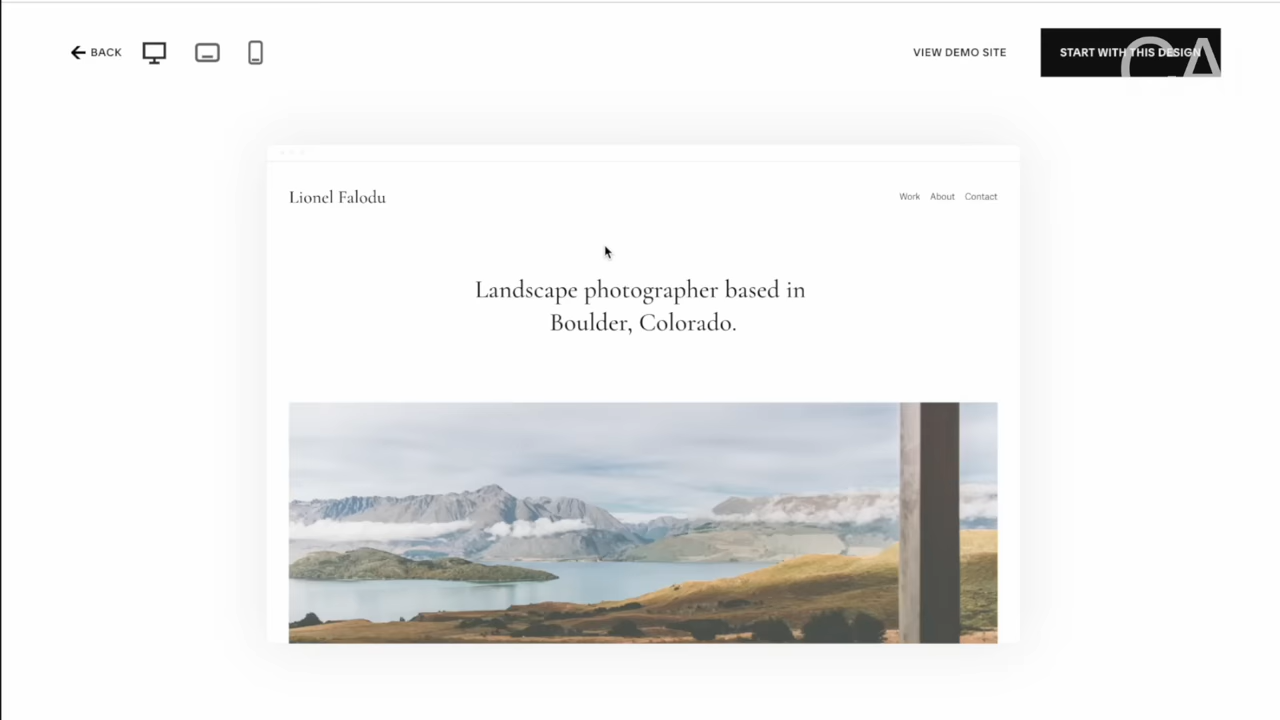 BACK
VIEW DEMO SITE
START WITH THIS DESIGN
CA
Lionel Falodu
Work About Contact
Landscape photographer based in
Boulder, Colorado.